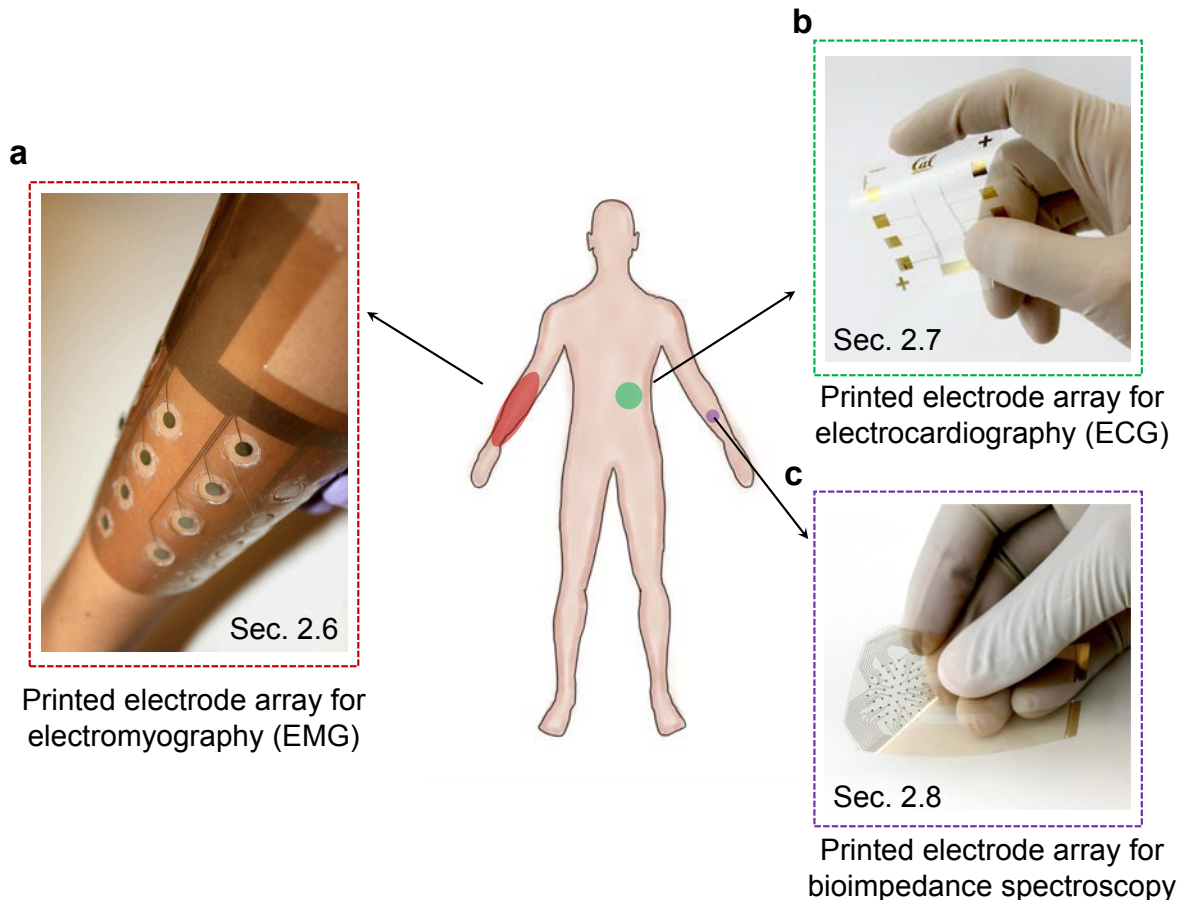 a
Sec. 2.6
Printed electrode array for
electromyography (EMG)
b
Cal
Sec. 2.7
Printed electrode array for
electrocardiography (ECG)
c
Sec. 2.8
Printed electrode array for
bioimpedance spectroscopy